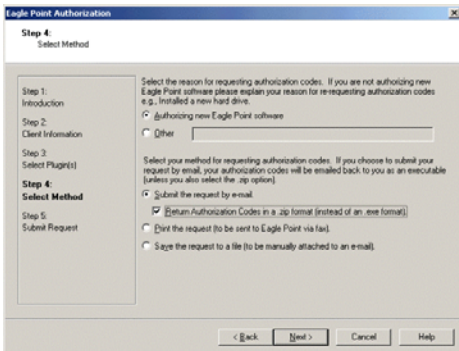 Eagle Point Authorization
Step 4:
Select Method
Step 1:
Introduction
Step 2:
Client Information
Step 3
Select Plugin(s)
Step 4:
Select Method
Step 5:
Submit Request
Select the reason for requesting authorization codes. If you are not authorizing new
Eagle Point software please explain your reason for re-requesting authorization codes
e.g., Installed a new hard drive.
Authorizing new Eagle Point software
Other
Select your method for requesting authorization codes. If you choose to submit your
request by email, your authorization codes will be emailed back to you as an executable
(unless you also select the .zip option).
Submit the request by e-mail.
Return Authorization Codes in a .zip format (instead of an .exe format).
Print the request (to be sent to Eagle Point via fax).
Save the request to a file (to be manually attached to an e-mail).
< Back
Next >
Cancel
Help